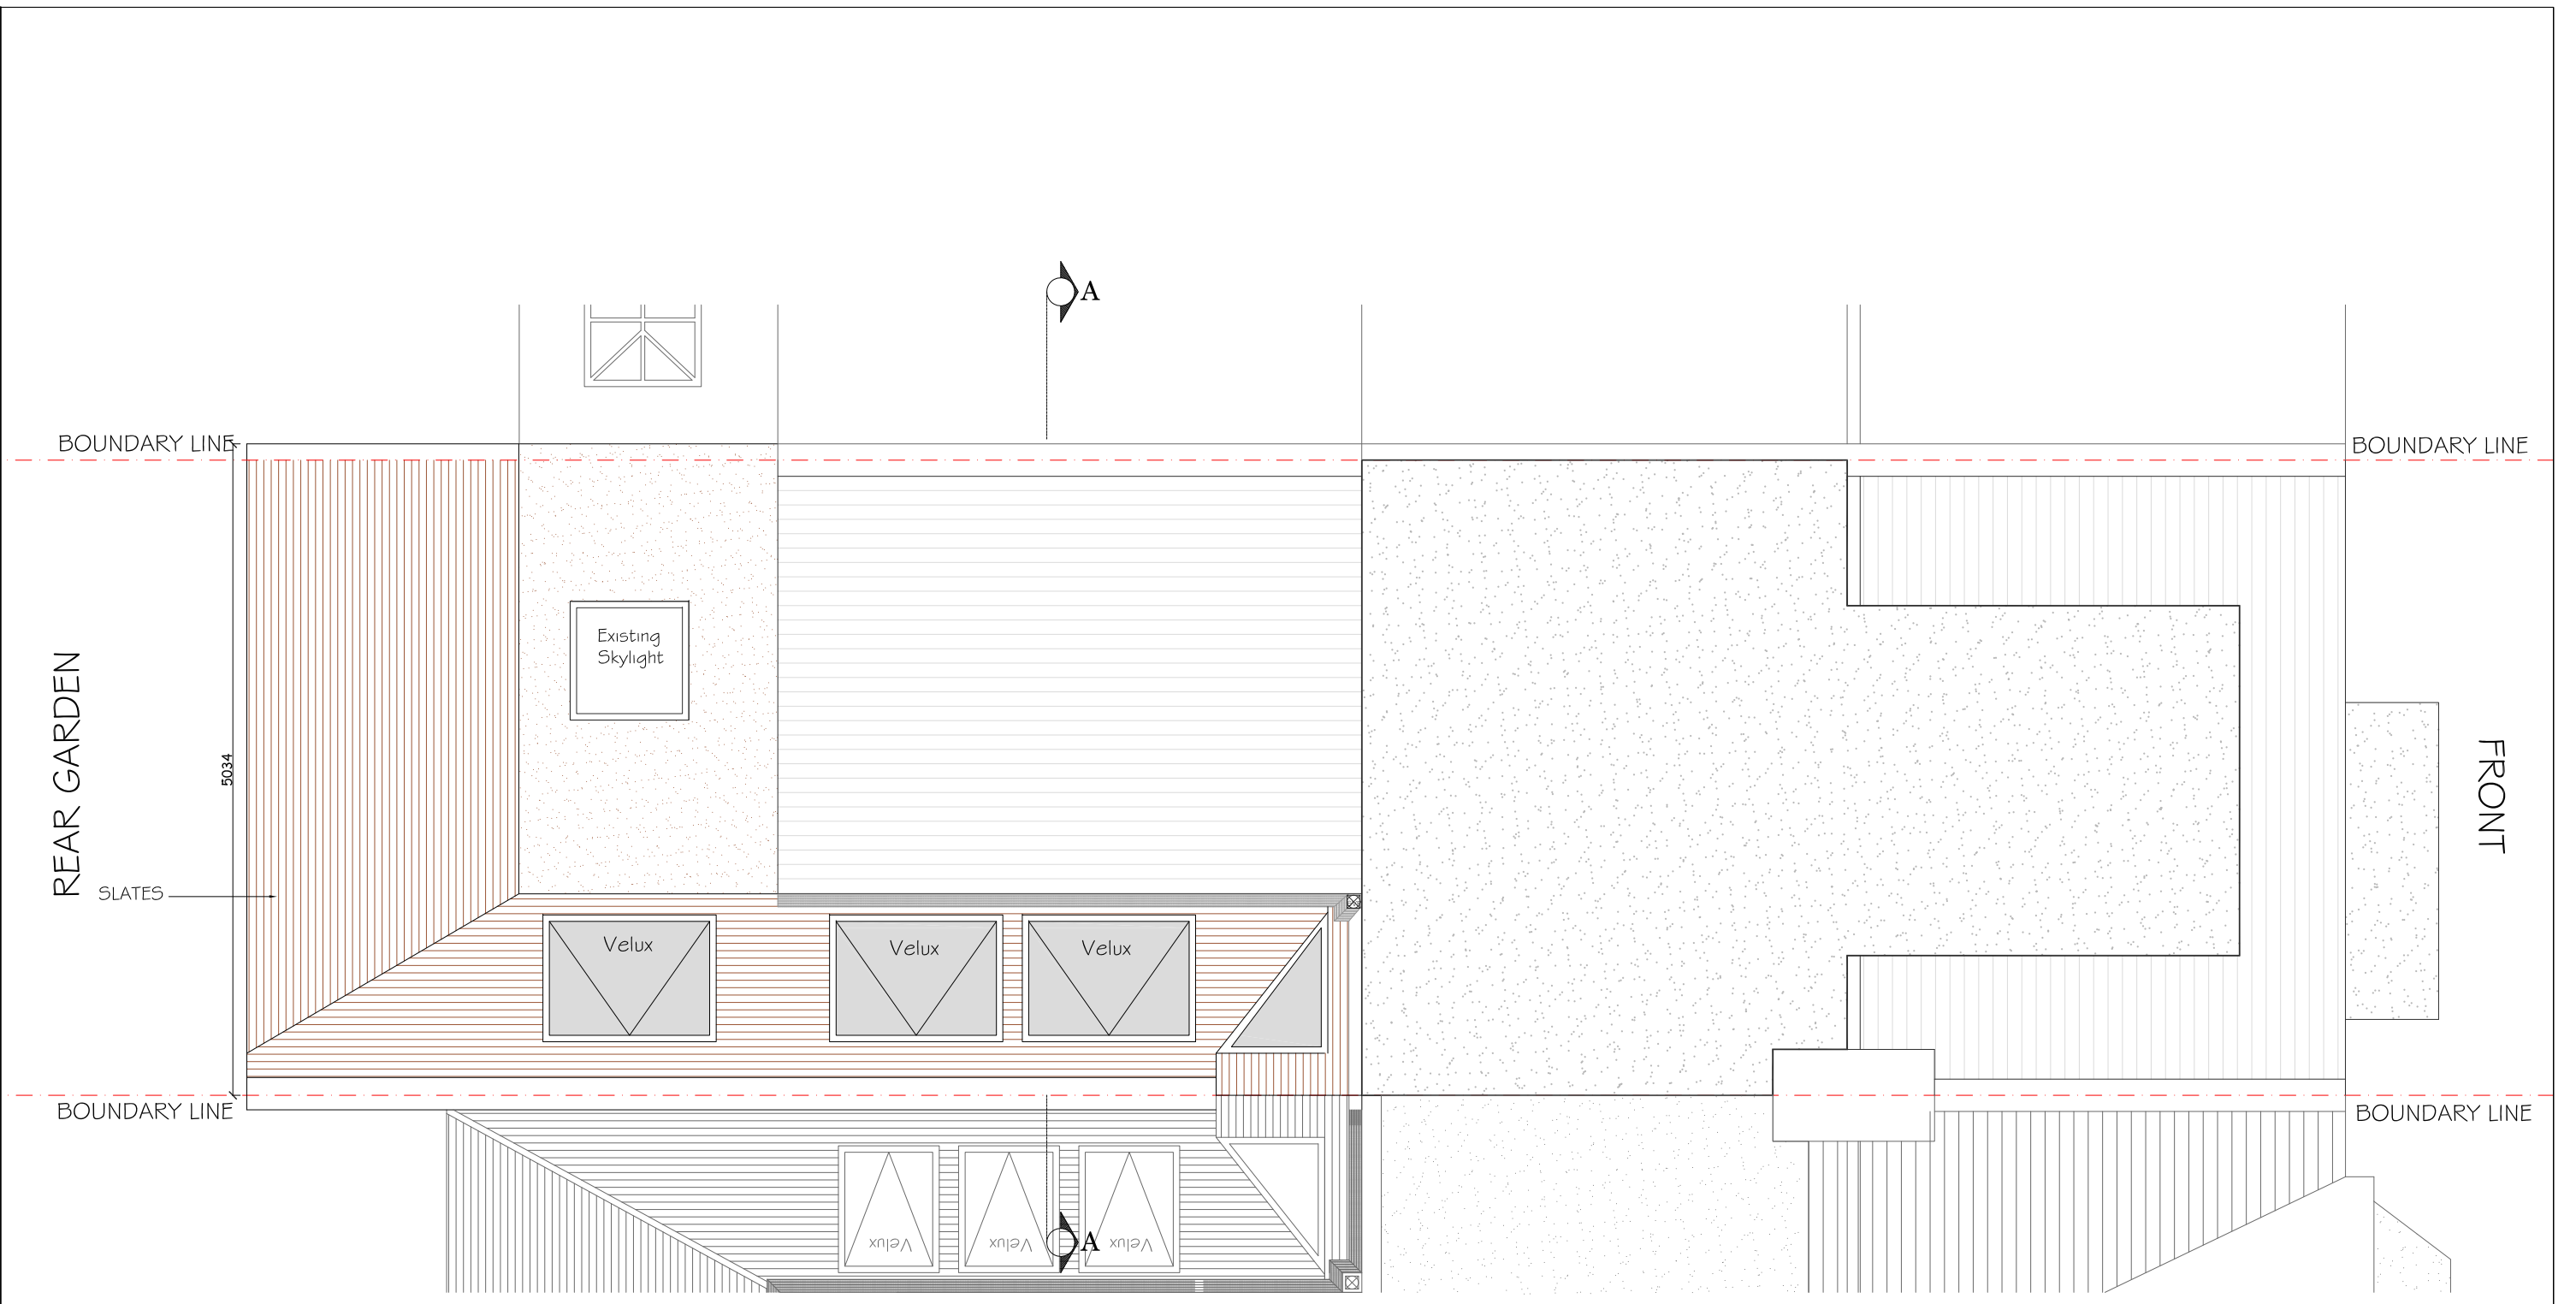 A
BOUNDARY LINE
BOUNDARY LINE
Existing
Skylight
REAR GARDEN
5034
FRONT
SLATES
Velux
Velux
Velux
BOUNDARY LINE
BOUNDARY LINE
Velux
Velux
A
Velux